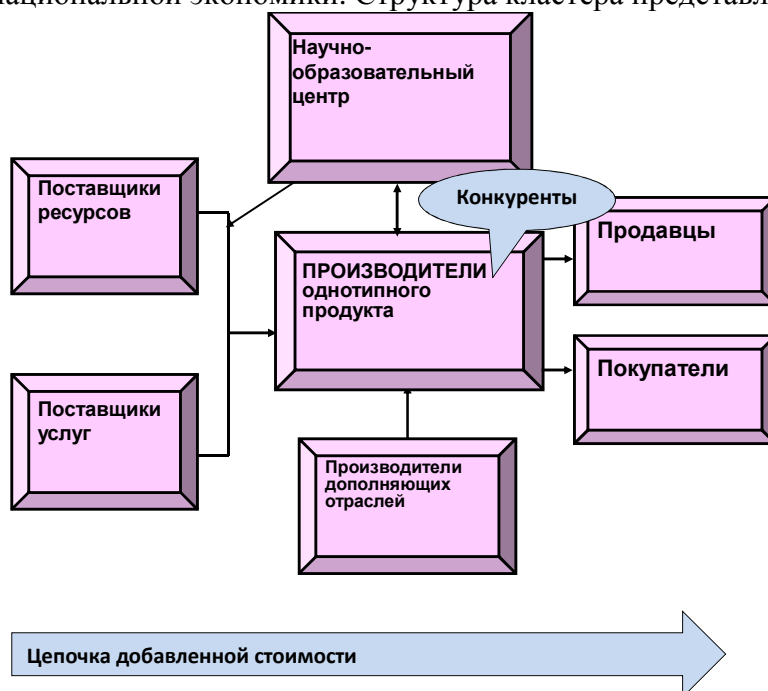 национальной экономики. Структура кластера представл
Научно-
образовательный
центр
Поставщики
ресурсов
Конкуренты
Продавцы
ПРОИЗВОДИТЕЛИ
однотипного
продукта
Покупатели
Поставщики
услуг
Производители
дополняющих
отраслей
Цепочка добавленной стоимости